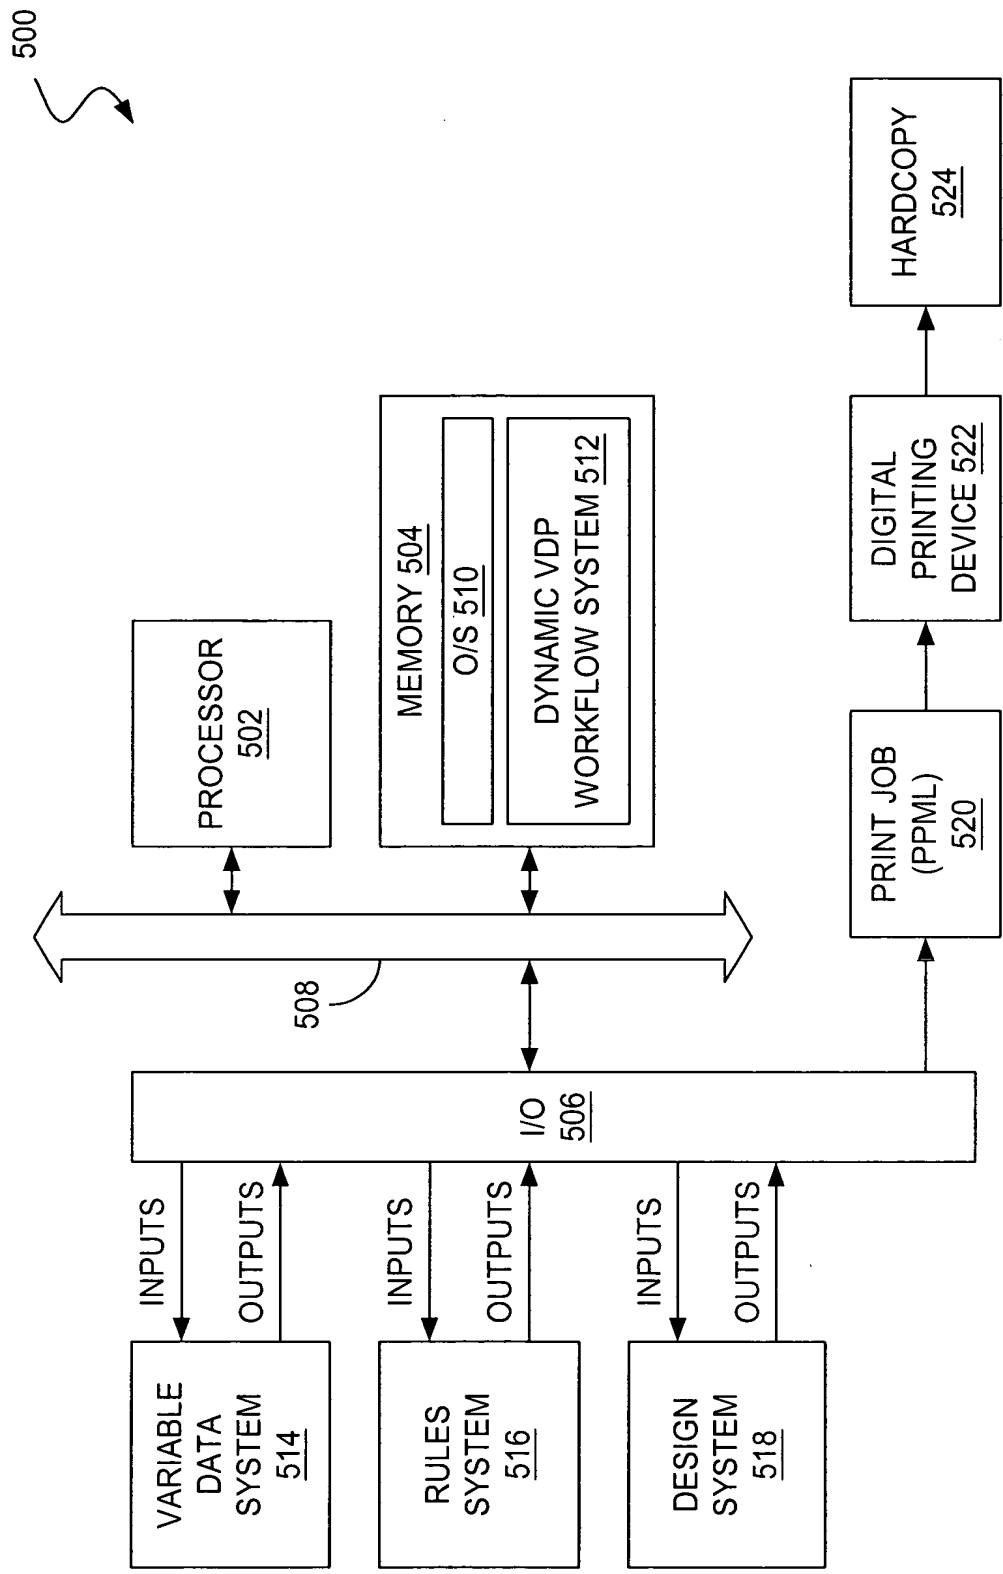 500
PROCESSOR
502
MEMORY 504
O/S 510
DYNAMIC VDP
WORKFLOW SYSTEM 512
508
I/O
506
INPUTS
OUTPUTS
INPUTS
OUTPUTS
INPUTS
OUTPUTS
VARIABLE
DATA
SYSTEM
514
RULES
SYSTEM
516
DESIGN
SYSTEM
518
PRINT JOB
(PPML)
520
DIGITAL
PRINTING
DEVICE 522
HARDCOPY
524